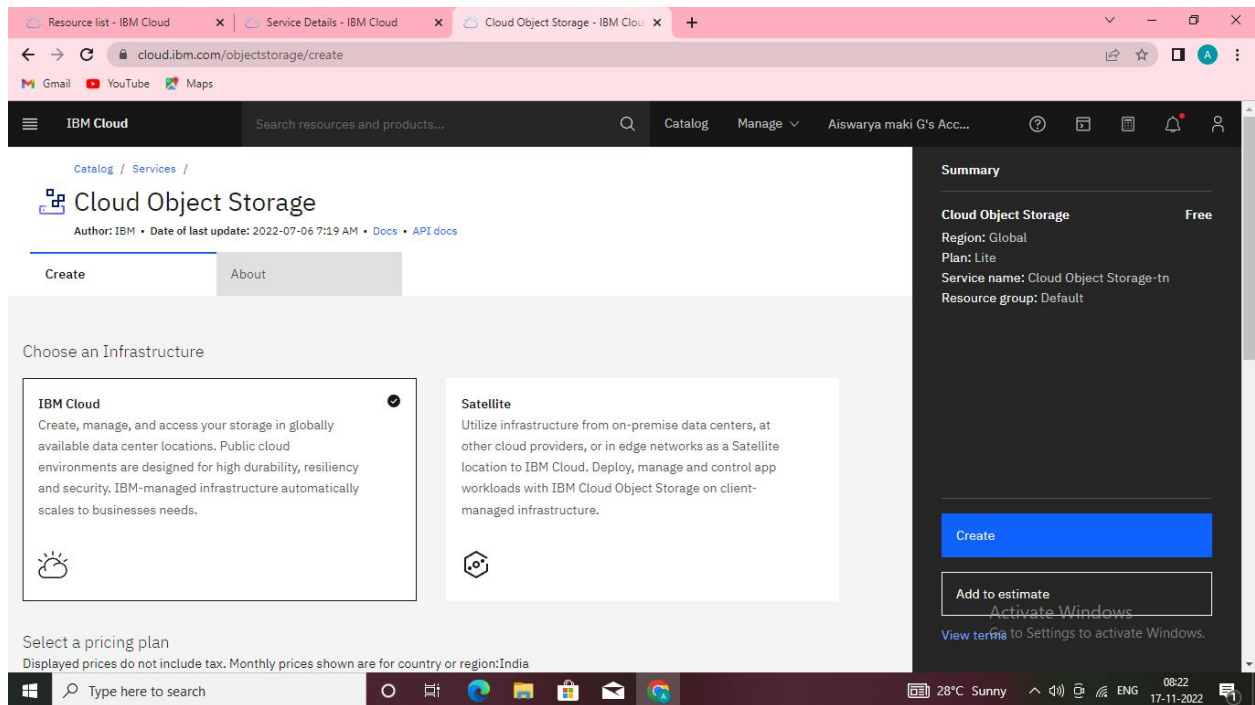 Resource list - IBM Cloud
Service Details - IBM Cloud
Cloud Object Storage - IBM Clou
cloud.ibm.com/objectstorage/create
A
Gmail
YouTube
Maps
IBM Cloud
Search resources and products...
Catalog
Manage
Aiswarya maki G's Acc...
Catalog / Services /
Cloud Object Storage
Author: IBM • Date of last update: 2022-07-06 7:19 AM • Docs • API docs
Create
About
Choose an Infrastructure
IBM Cloud
Create, manage, and access your storage in globally
available data center locations. Public cloud
environments are designed for high durability, resiliency
and security. IBM-managed infrastructure automatically
scales to businesses needs.
Satellite
Utilize infrastructure from on-premise data centers, at
other cloud providers, or in edge networks as a Satellite
location to IBM Cloud. Deploy, manage and control app
workloads with IBM Cloud Object Storage on client-
managed infrastructure.
Select a pricing plan
Displayed prices do not include tax. Monthly prices shown are for country or region:India
Summary
Cloud Object Storage Free
Region: Global
Plan: Lite
Service name: Cloud Object Storage-tn
Resource group: Default
Create
Add to estimate
View terms
Activate Windows
Go to Settings to activate Windows.
Type here to search
28°C Sunny
ENG
08:22
17-11-2022
1